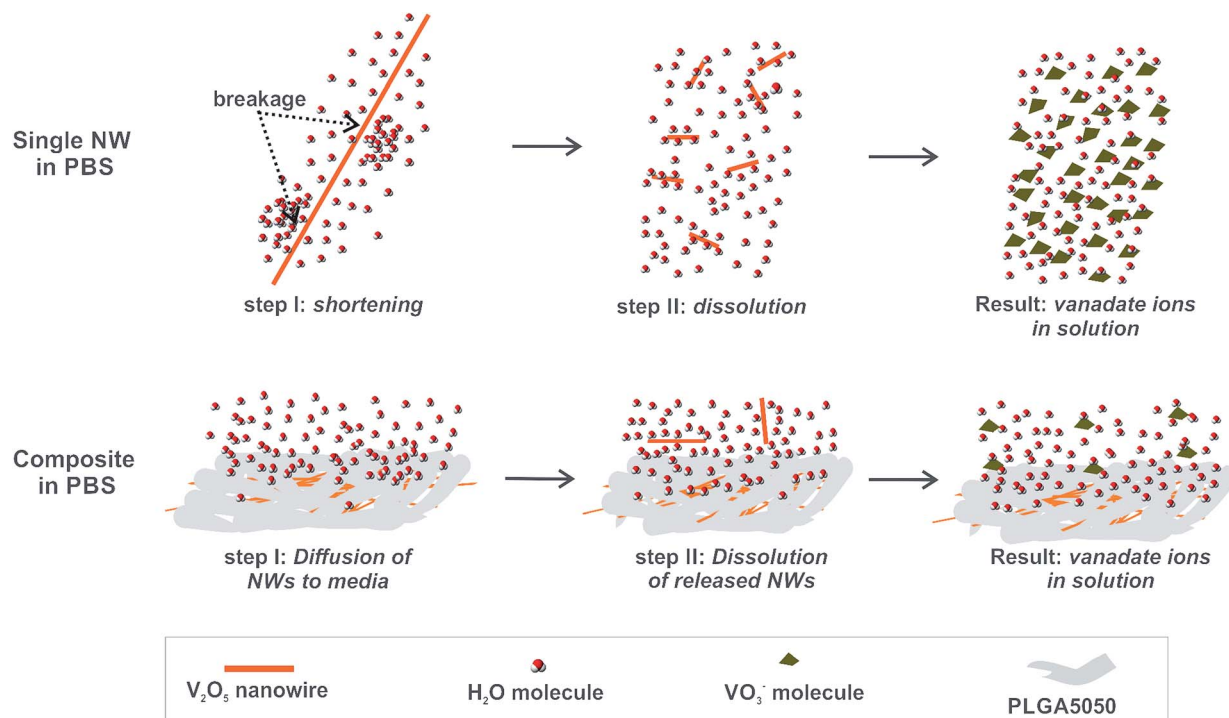 breakage
Single NW
in PBS
step I: shortening
step II: dissolution
Result: vanadate ions
in solution
Composite
in PBS
step I: Diffusion of
NWs to media
step II: Dissolution
of released NWs
Result: vanadate ions
in solution
V₂O₅ nanowire
H₂O molecule
VO₃⁻ molecule
PLGA5050